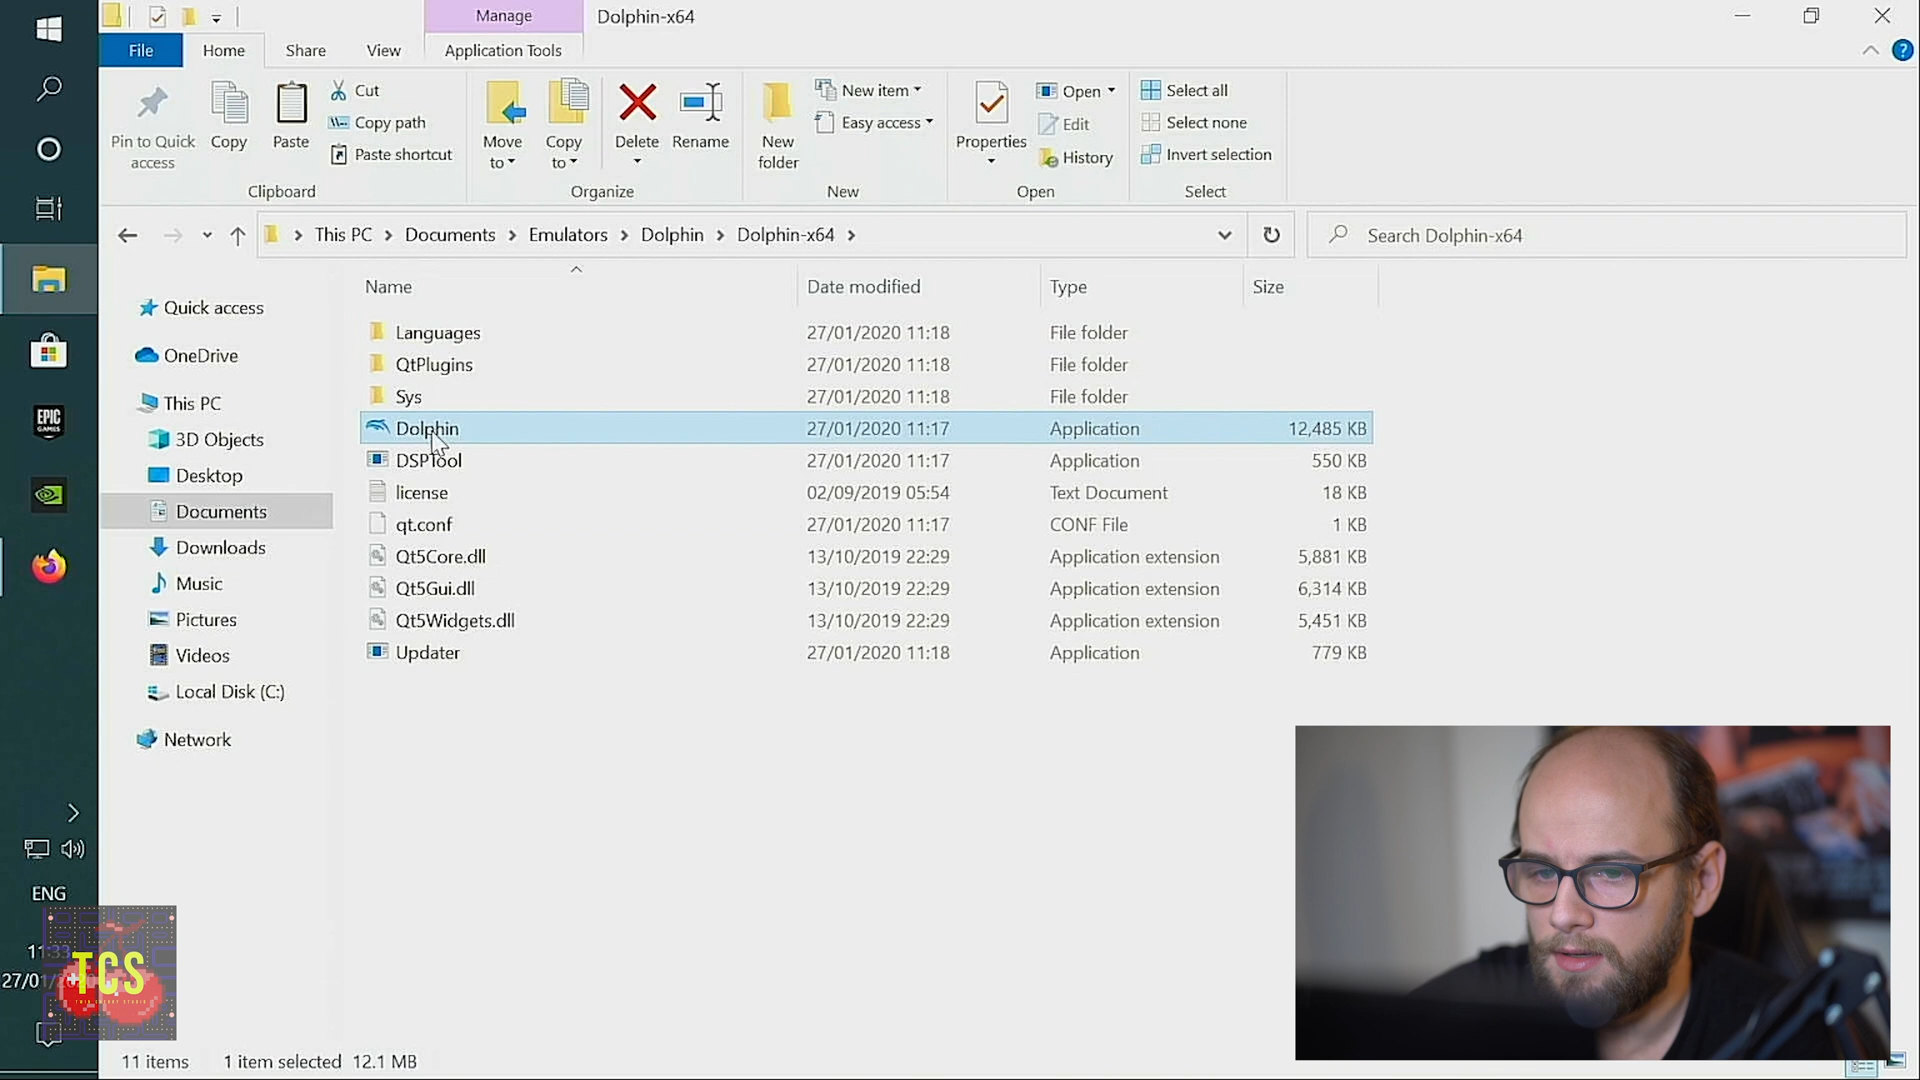 Manage
Dolphin-x64
File
Home
Share
View
Application Tools
Pin to Quick access
Copy
Paste
Cut
Copy path
Paste shortcut
Clipboard
Move to
Copy to
Delete
Rename
Organize
New folder
New item
Easy access
New
Properties
Open
Edit
History
Open
Select all
Select none
Invert selection
Select
This PC
Documents
Emulators
Dolphin
Dolphin-x64
Search Dolphin-x64
Name
Date modified
Type
Size
Quick access
OneDrive
This PC
3D Objects
Desktop
Documents
Downloads
Music
Pictures
Videos
Local Disk (C:)
Network
Languages 27/01/2020 11:18 File folder
QtPlugins 27/01/2020 11:18 File folder
Sys 27/01/2020 11:18 File folder
Dolphin 27/01/2020 11:17 Application 12,485 KB
DSPTool 27/01/2020 11:17 Application 550 KB
license 02/09/2019 05:54 Text Document 18 KB
qt.conf 27/01/2020 11:17 CONF File 1 KB
Qt5Core.dll 13/10/2019 22:29 Application extension 5,881 KB
Qt5Gui.dll 13/10/2019 22:29 Application extension 6,314 KB
Qt5Widgets.dll 13/10/2019 22:29 Application extension 5,451 KB
Updater 27/01/2020 11:18 Application 779 KB
EPIC GAMES
ENG
11:33
TCS
11 items
1 item selected 12.1 MB